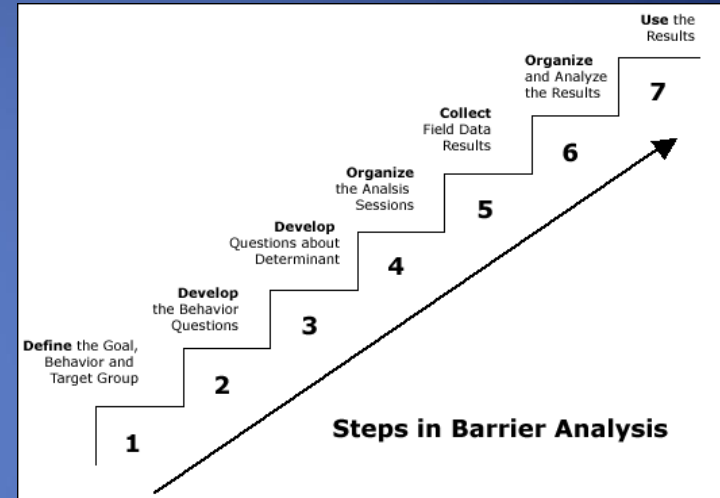 Use the
Results
Organize
and Analyze
the Results
7
Collect
Field Data
Results
6
Organize
the Analsis
Sessions
5
Develop
Questions about
Determinant
4
Develop
the Behavior
Questions
3
Define the Goal,
Behavior and
Target Group
2
Steps in Barrier Analysis
1